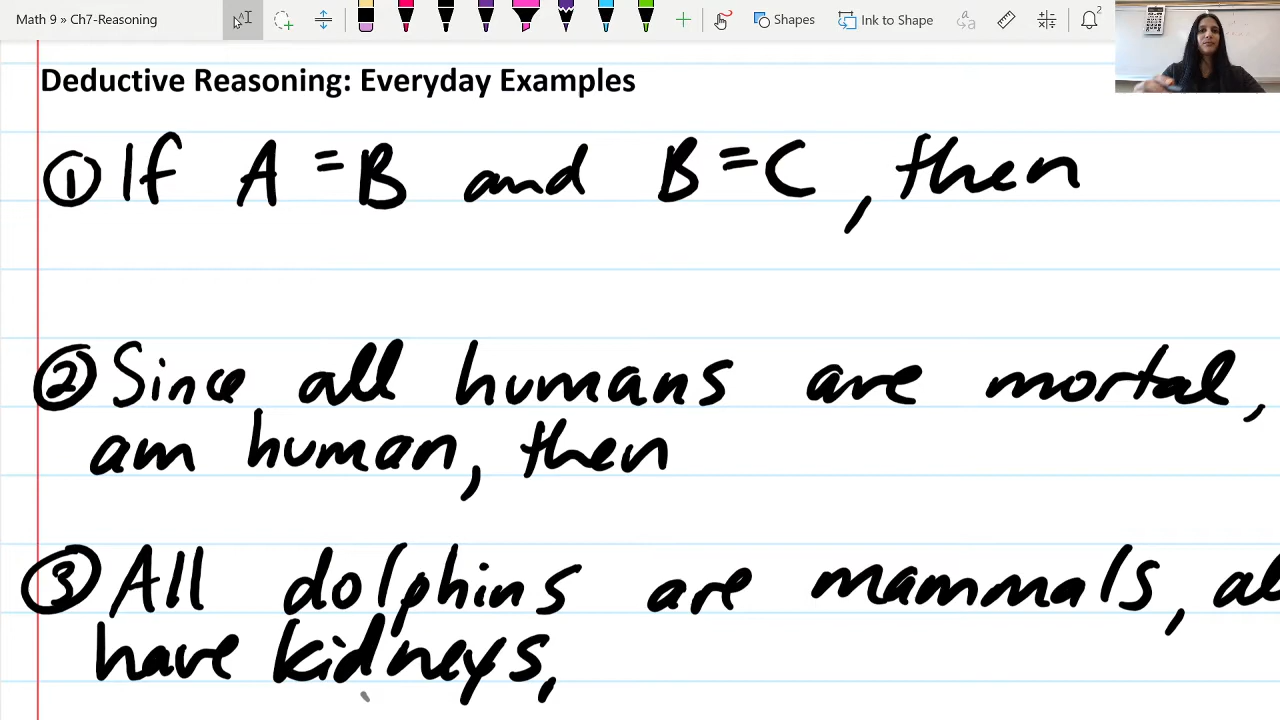 Math 9 » Ch7-Reasoning
Shapes
Ink to Shape
2
Deductive Reasoning: Everyday Examples
① If A = B and B = C, then
② Since all humans are mortal,
am human, then
③ All dolphins are mammals, al
have kidneys,